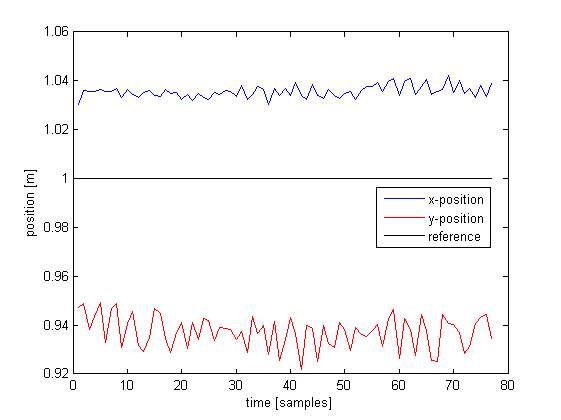 1.06
1.04
1.02
1
0.98
0.96
0.94
0.92
position [m]
x-position
y-position
reference
0 10 20 30 40 50 60 70 80
time [samples]